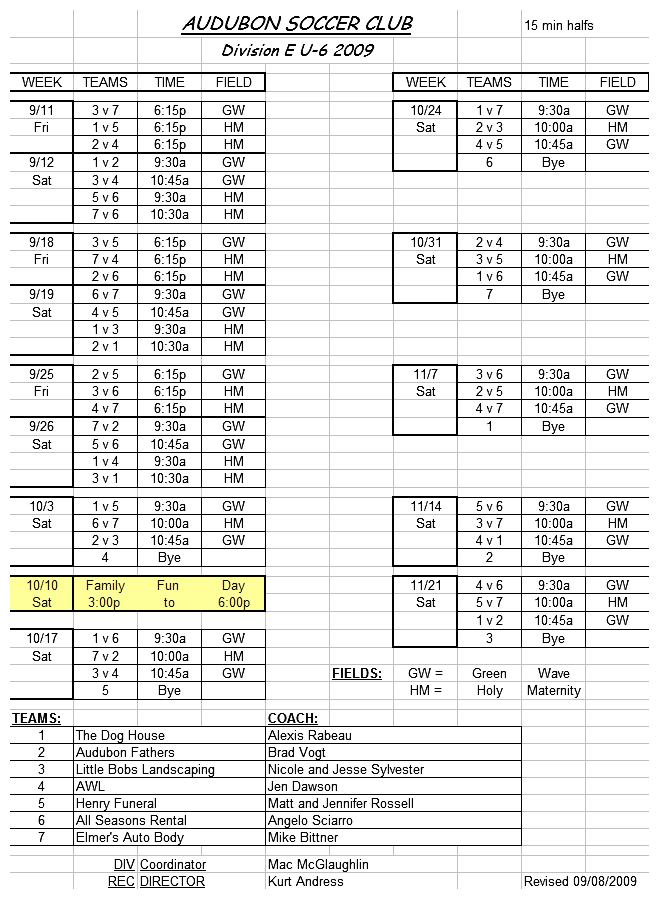 AUDUBON SOCCER CLUB 15 min halfs
Division E U-6 2009
WEEK TEAMS TIME FIELD WEEK TEAMS TIME FIELD
9/11 3 v 7 6:15p GW 10/24 1 v 7 9:30a GW
Fri 1 v 5 6:15p HM Sat 2 v 3 10:00a HM
2 v 4 6:15p HM 4 v 5 10:45a GW
9/12 1 v 2 9:30a GW 6 Bye
Sat 3 v 4 10:45a GW
5 v 6 9:30a HM
7 v 6 10:30a HM
9/18 3 v 5 6:15p GW 10/31 2 v 4 9:30a GW
Fri 7 v 4 6:15p HM Sat 3 v 5 10:00a HM
2 v 6 6:15p HM 1 v 6 10:45a GW
9/19 6 v 7 9:30a GW 7 Bye
Sat 4 v 5 10:45a GW
1 v 3 9:30a HM
2 v 1 10:30a HM
9/25 2 v 5 6:15p GW 11/7 3 v 6 9:30a GW
Fri 3 v 6 6:15p HM Sat 2 v 5 10:00a HM
4 v 7 6:15p HM 4 v 7 10:45a GW
9/26 7 v 2 9:30a GW 1 Bye
Sat 5 v 6 10:45a GW
1 v 4 9:30a HM
3 v 1 10:30a HM
10/3 1 v 5 9:30a GW 11/14 5 v 6 9:30a GW
Sat 6 v 7 10:00a HM Sat 3 v 7 10:00a HM
2 v 3 10:45a GW 4 v 1 10:45a GW
4 Bye 2 Bye
10/10 Family Fun Day 11/21 4 v 6 9:30a GW
Sat 3:00p to 6:00p Sat 5 v 7 10:00a HM
1 v 2 10:45a GW
10/17 1 v 6 9:30a GW 3 Bye
Sat 7 v 2 10:00a HM
3 v 4 10:45a GW FIELDS: GW = Green Wave
5 Bye HM = Holy Maternity
TEAMS: COACH:
1 The Dog House Alexis Rabeau
2 Audubon Fathers Brad Vogt
3 Little Bobs Landscaping Nicole and Jesse Sylvester
4 AWL Jen Dawson
5 Henry Funeral Matt and Jennifer Rossell
6 All Seasons Rental Angelo Sciarro
7 Elmer's Auto Body Mike Bittner
DIV Coordinator Mac McGlaughlin
REC DIRECTOR Kurt Andress Revised 09/08/2009